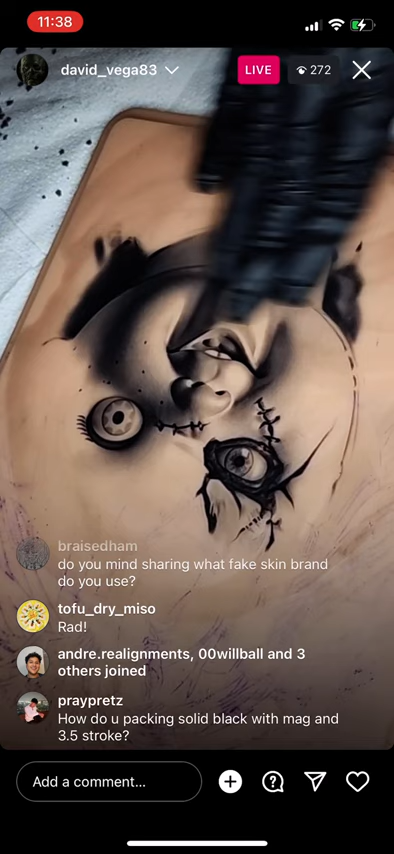 11:38
david_vega83
LIVE
272
braisedham
do you mind sharing what fake skin brand
do you use?
tofu_dry_miso
Rad!
andre.realignments, 00willball and 3
others joined
praypretz
How do u packing solid black with mag and
3.5 stroke?
Add a comment...